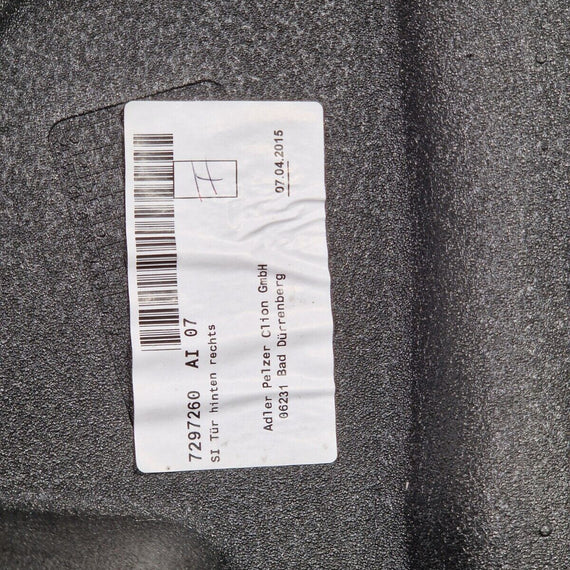 7297260 AI 07
SI Tür hinten rechts
07.04.2015
Adler Pelzer Clion GmbH
06231 Bad Dürrenberg